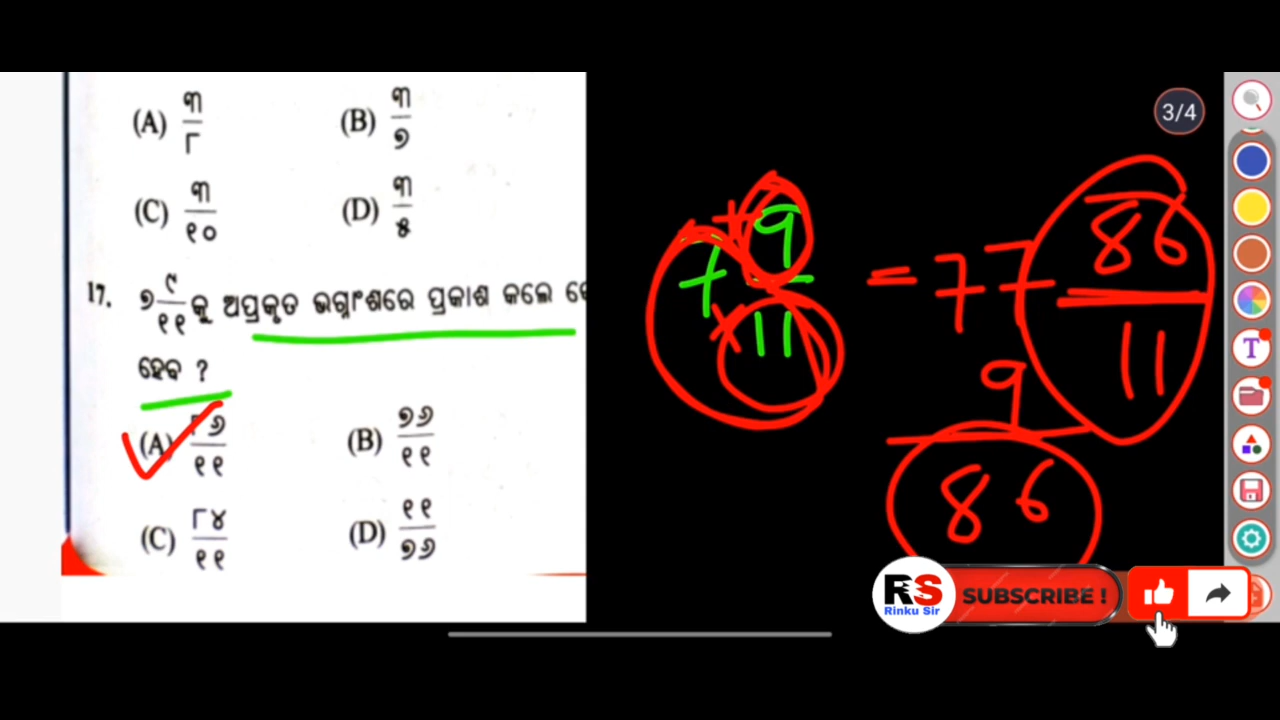 (A) ୩/୮ (B) ୩/୭
(C) ୩/୧୦ (D) ୩/୫
17. ୭ ୯/୧୧ କୁ ଅପ୍ରକୃତ ଭଗ୍ନାଂଶରେ ପ୍ରକାଶ କଲେ
ହେବ ?
(A) ୮୬/୧୧ (B) ୭୬/୧୧
(C) ୮୪/୧୧ (D) ୧୧/୭୬
3/4
+ 9
7 × 11
= 77
9
86
86/11
T
RS
Rinku Sir
SUBSCRIBE !